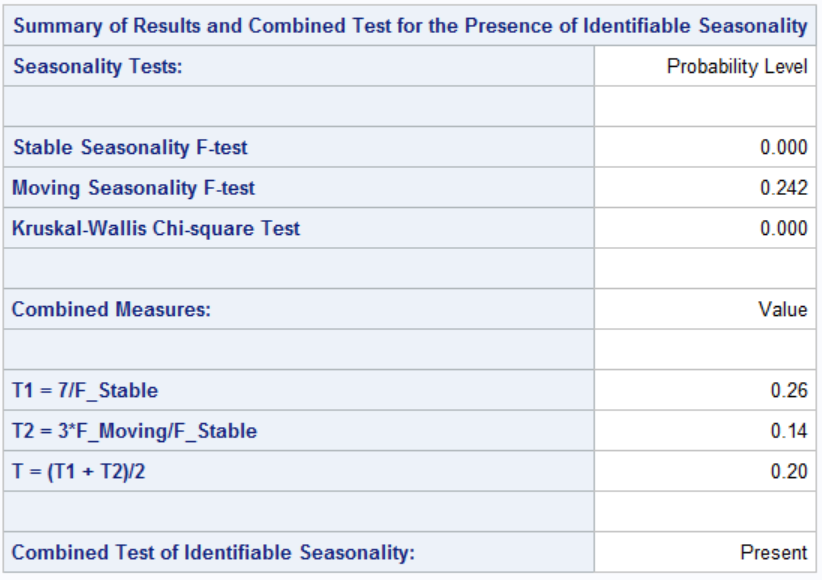 Summary of Results and Combined Test for the Presence of Identifiable Seasonality
Seasonality Tests: Probability Level
Stable Seasonality F-test 0.000
Moving Seasonality F-test 0.242
Kruskal-Wallis Chi-square Test 0.000
Combined Measures: Value
T1 = 7/F_Stable 0.26
T2 = 3*F_Moving/F_Stable 0.14
T = (T1 + T2)/2 0.20
Combined Test of Identifiable Seasonality: Present